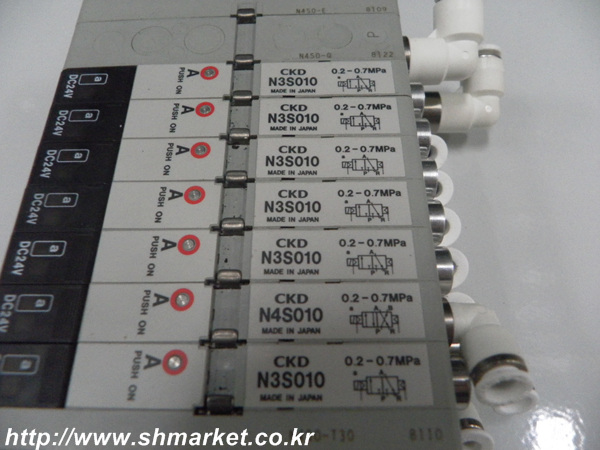 N4S0-E 8109
P
N4S0-Q 8122
DC24V a PUSH ON A CKD 0.2-0.7MPa
N3S010
MADE IN JAPAN
DC24V a PUSH ON A CKD 0.2-0.7MPa
N3S010
MADE IN JAPAN
DC24V a PUSH ON A CKD 0.2-0.7MPa
N3S010
MADE IN JAPAN
DC24V a PUSH ON A CKD 0.2-0.7MPa
N3S010
MADE IN JAPAN
DC24V a PUSH ON A CKD 0.2-0.7MPa
N3S010
MADE IN JAPAN
DC24V a PUSH ON A CKD 0.2-0.7MPa
N4S010
MADE IN JAPAN
a PUSH ON A CKD 0.2-0.7MPa
N3S010
MADE IN JAPAN
-T30 8110
http://www.shmarket.co.kr